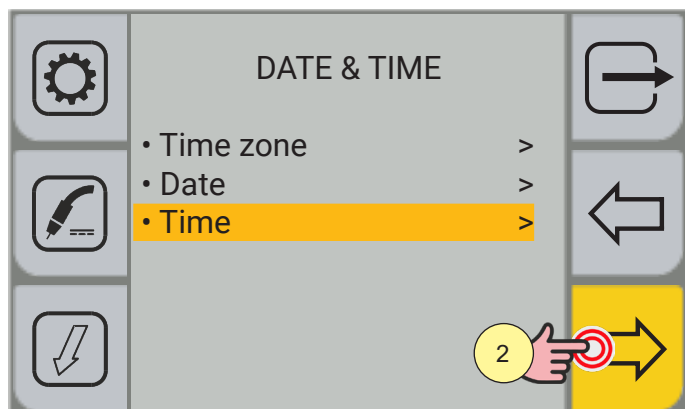 DATE & TIME
• Time zone >
• Date >
• Time >
2